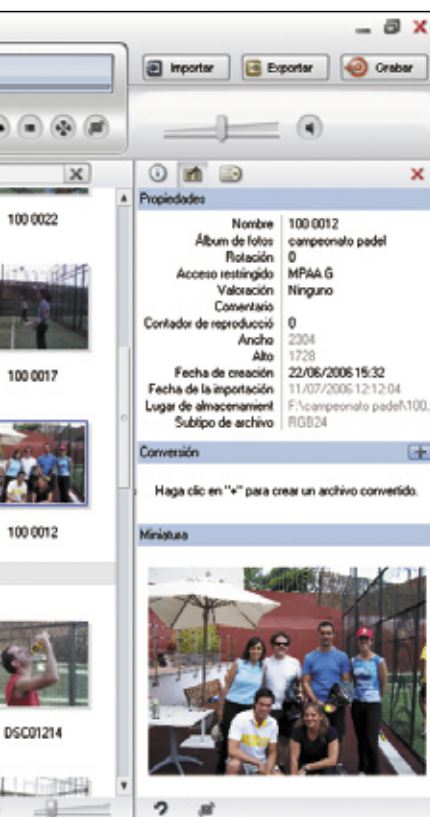 Importar
Exportar
Grabar
100 0022
100 0017
100 0012
DSC01214
Propiedades
Nombre 100 0012
Álbum de fotos campeonato padel
Rotación 0
Acceso restringido MPAA G
Valoración Ninguno
Comentario
Contador de reproducció 0
Ancho 2304
Alto 1728
Fecha de creación 22/06/2006 15:32
Fecha de la importación 11/07/2006 12:12:04
Lugar de almacenamient F:\campeonato padel\100..
Subtipo de archivo RGB24
Conversión
Haga clic en "+" para crear un archivo convertido.
Miniatura